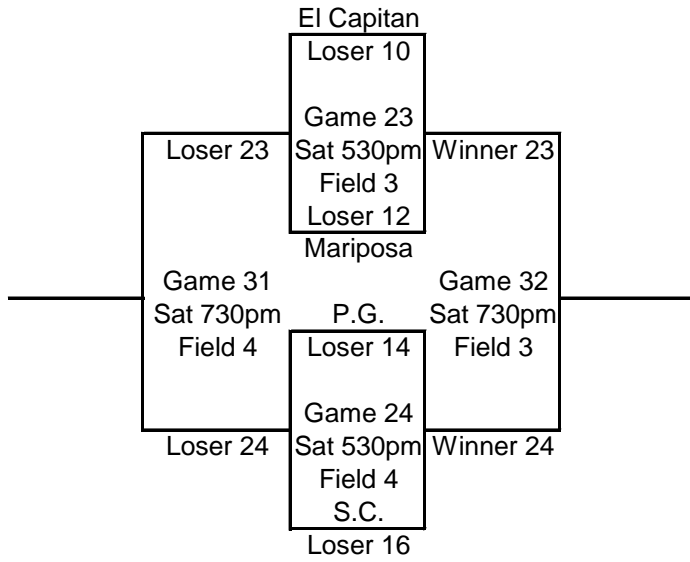 El Capitan
Loser 10
Game 23
Loser 23 Sat 530pm Winner 23
Field 3
Loser 12
Mariposa
Game 31 Game 32
Sat 730pm P.G. Sat 730pm
Field 4 Loser 14 Field 3
Game 24
Loser 24 Sat 530pm Winner 24
Field 4
S.C.
Loser 16